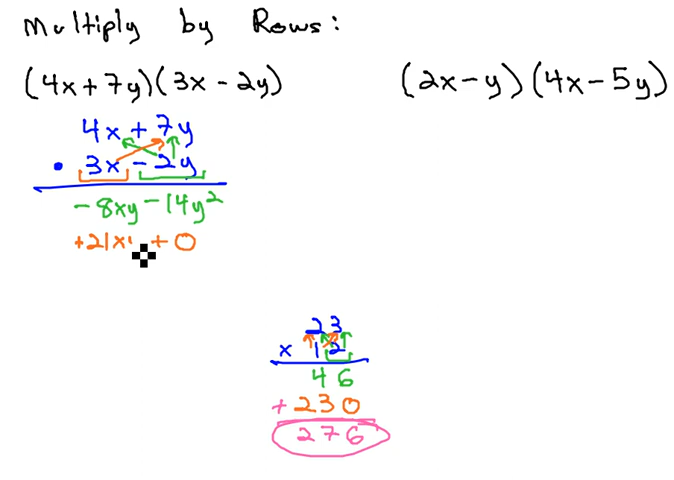 Multiply by Rows:
(4x+7y)(3x-2y)
(2x-y)(4x-5y)
4x+7y
• 3x-2y
-8xy-14y²
+21x +0
23
x 12
46
+230
276